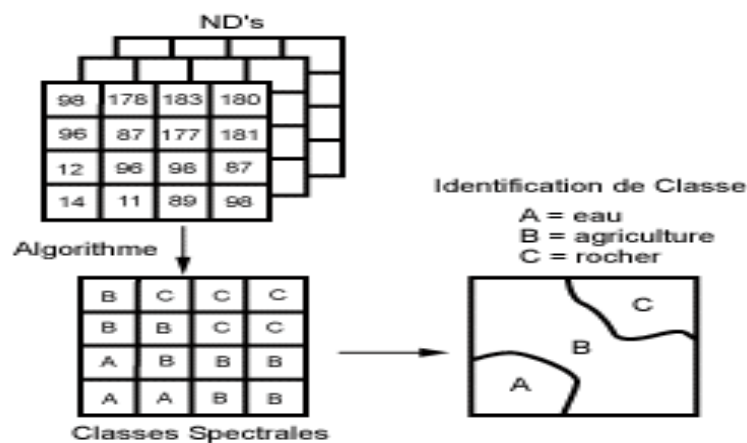 ND's
98 178 183 180
96 87 177 181
12 96 98 87
14 11 89 98
Algorithme
B C C C
B B C C
A B B B
A A B B
Classes Spectrales
Identification de Classe
A = eau
B = agriculture
C = rocher
C
B
A